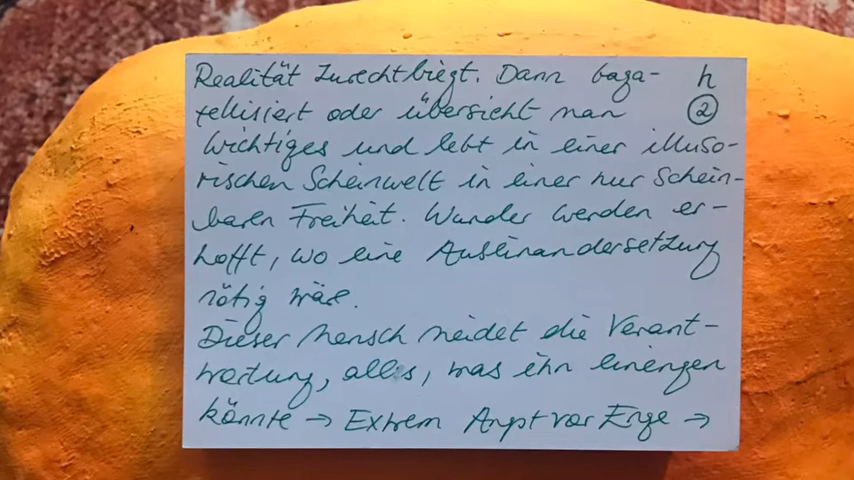 Realität zurechtbiegt. Dann baga- h
tellisiert oder übersieht man ②
Wichtiges und lebt in einer illuso-
rischen Scheinwelt in einer nur schein-
baren Freiheit. Wunder werden er-
hofft, wo eine Auseinandersetzung
nötig wäre.
Dieser Mensch meidet die Verant-
wortung, alles, was ihn einengen
könnte → Extrem Angst vor Enge →